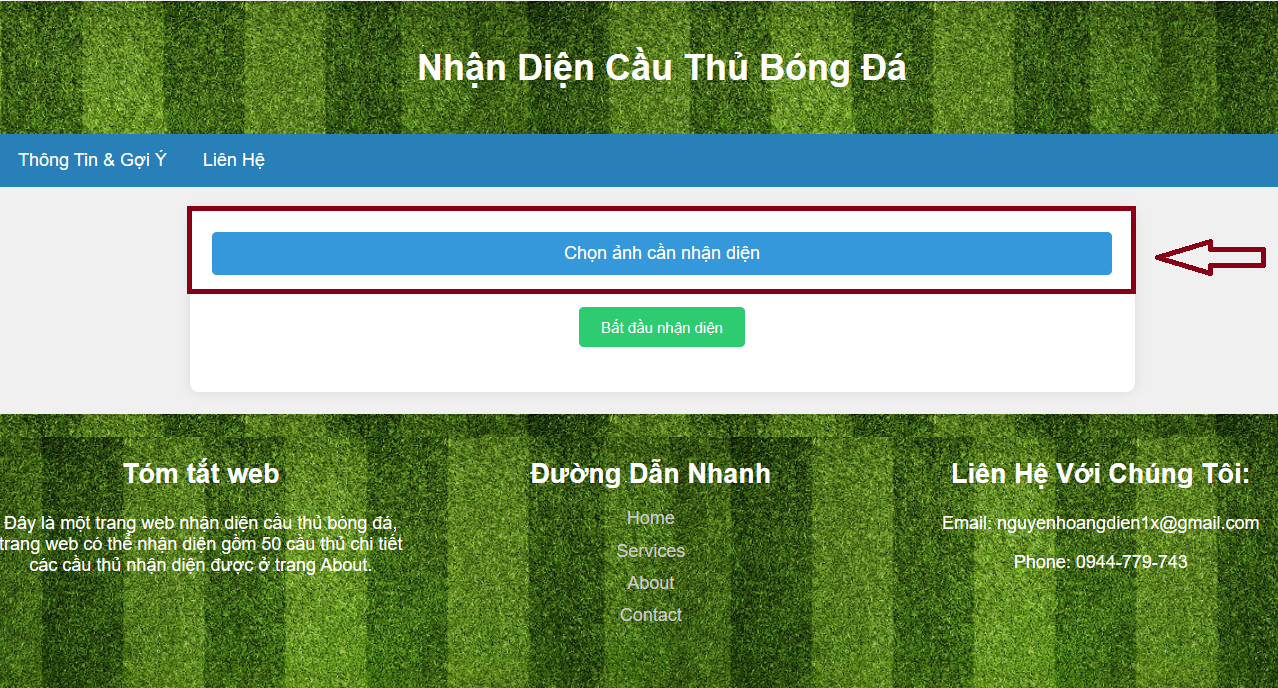 Nhận Diện Cầu Thủ Bóng Đá
Thông Tin & Gợi Ý
Liên Hệ
Chọn ảnh cần nhận diện
Bất đầu nhận diện
Tóm tắt web
Đây là một trang web nhận diện cầu thủ bóng đá,
trang web có thể nhận diện gồm 50 cầu thủ chi tiết
các cầu thủ nhận diện được ở trang About.
Đường Dẫn Nhanh
Home
Services
About
Contact
Liên Hệ Với Chúng Tôi:
Email: nguyenhoangdien1x@gmail.com
Phone: 0944-779-743